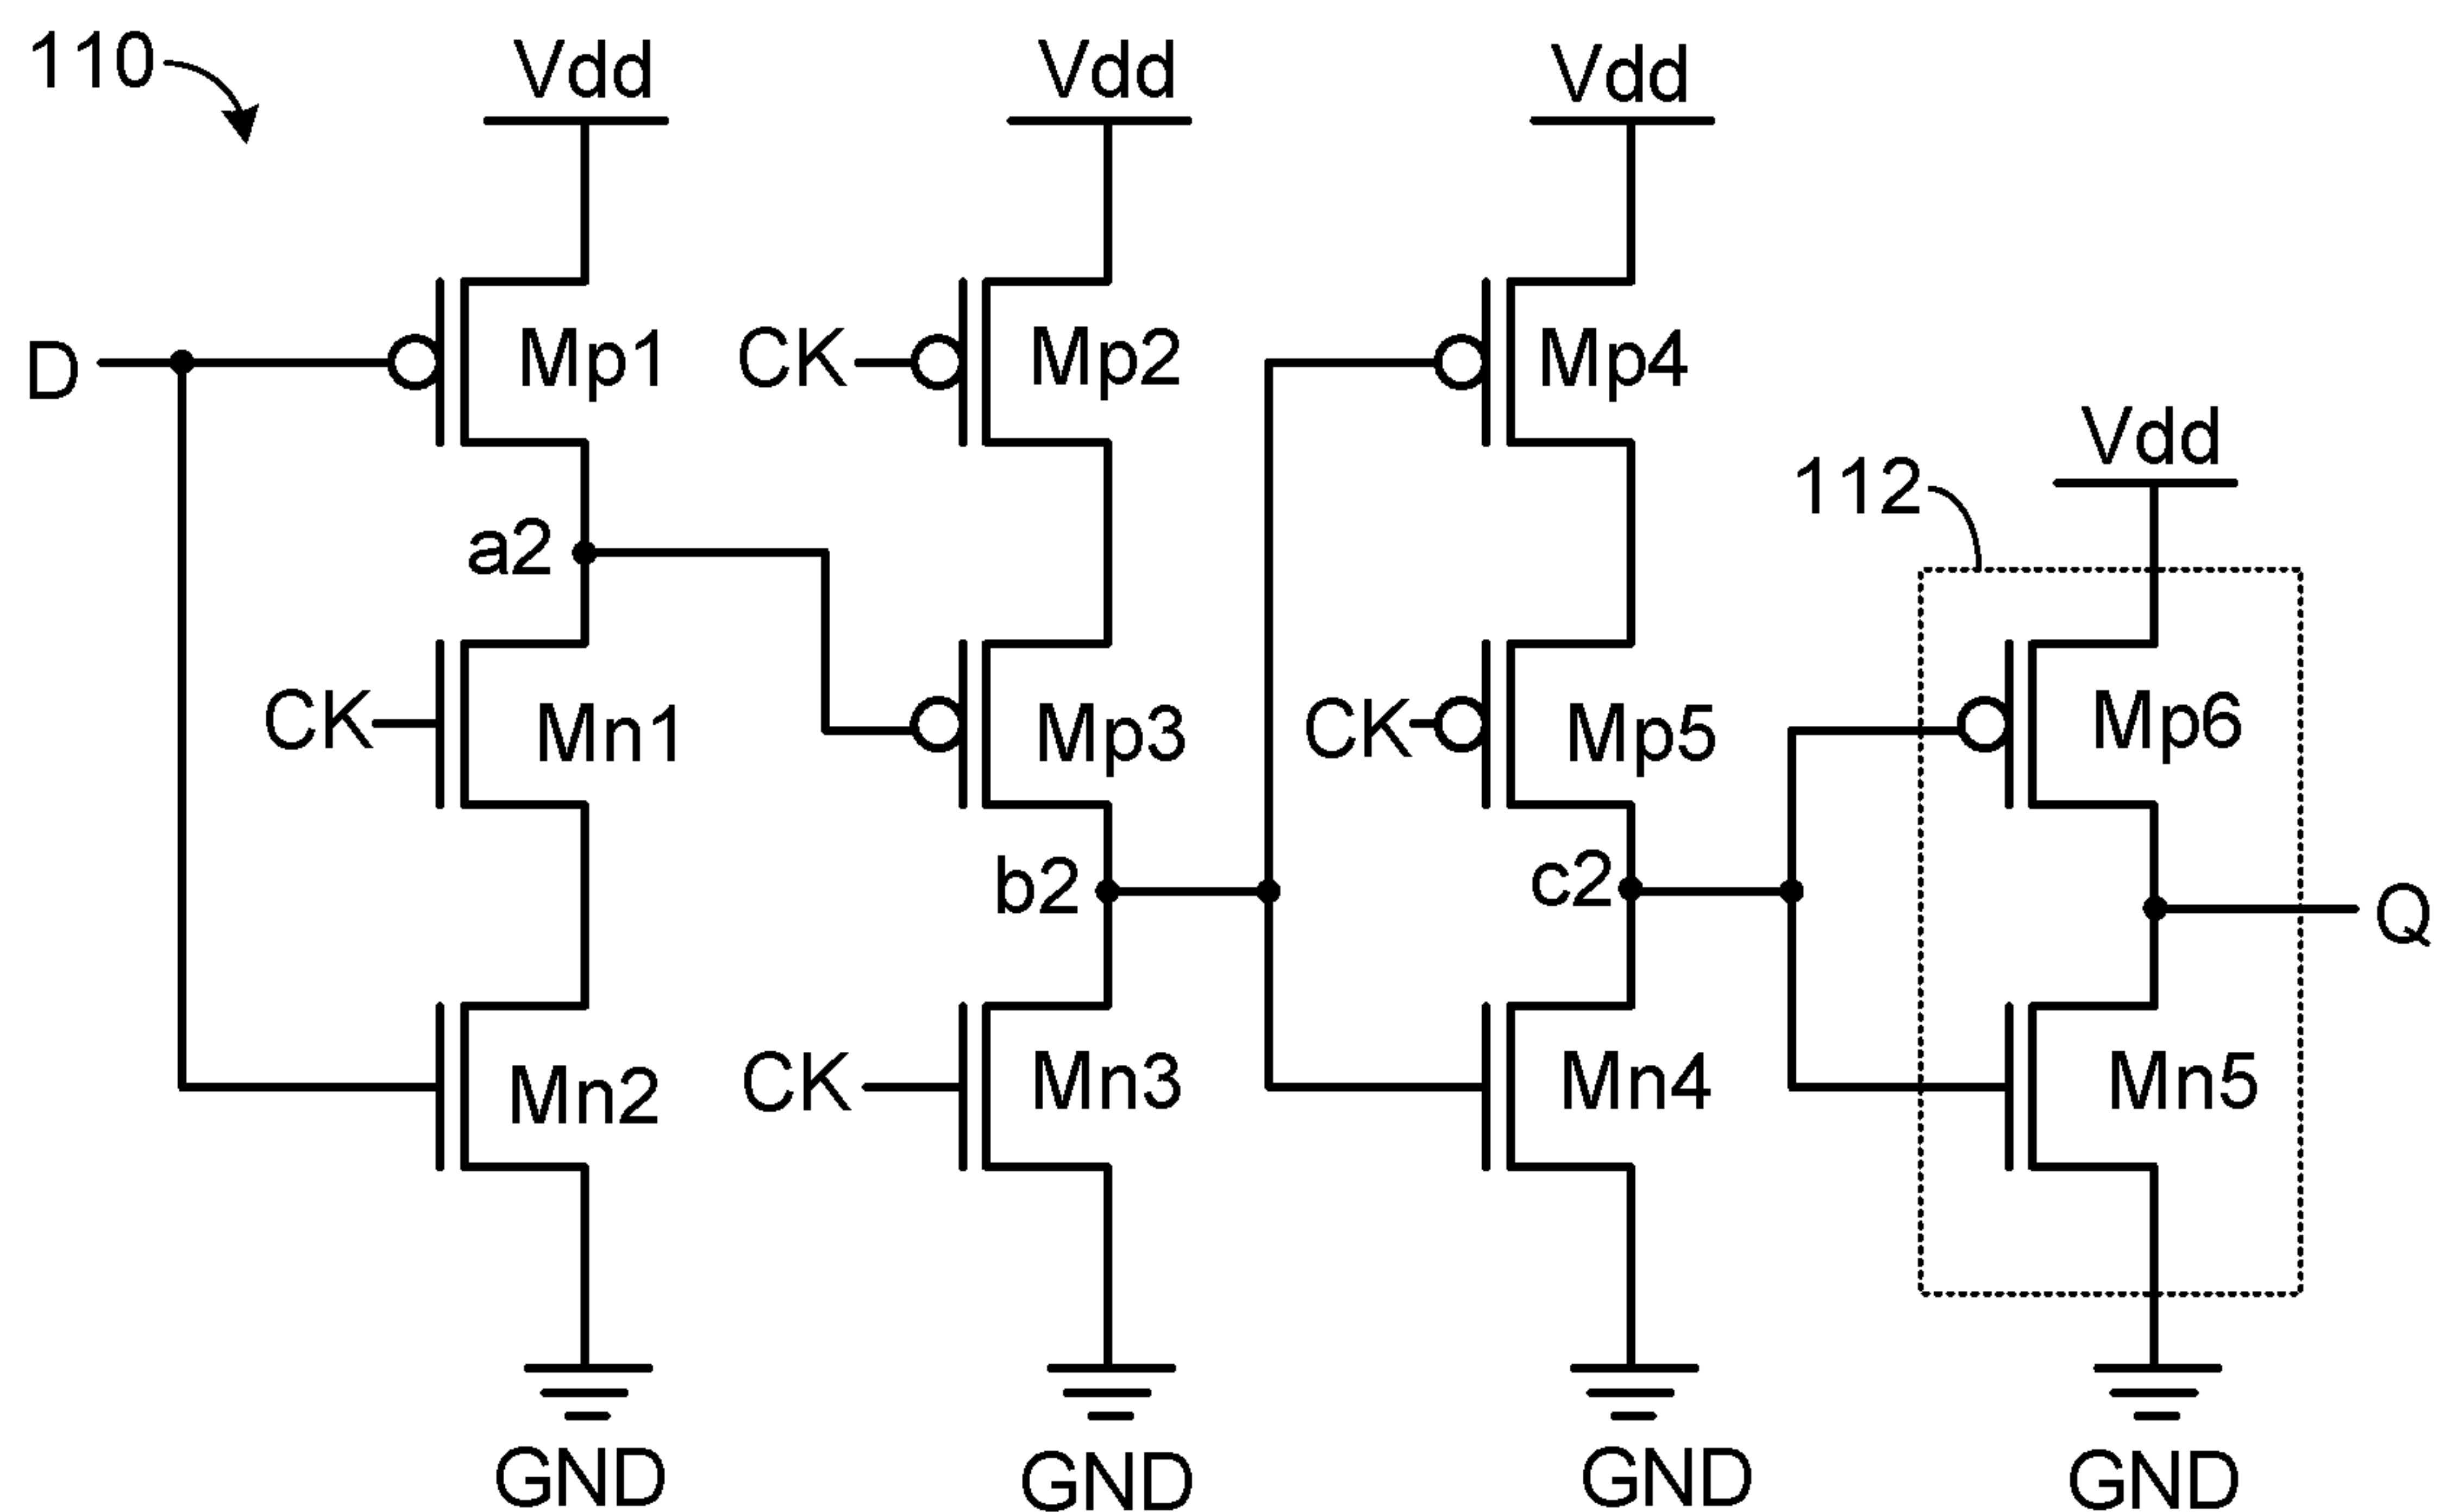 110
Vdd
Vdd
Vdd
D
Mp1
CK
Mp2
Mp4
Vdd
112
a2
CK
Mn1
Mp3
CK
Mp5
Mp6
b2
c2
Q
Mn2
CK
Mn3
Mn4
Mn5
GND
GND
GND
GND